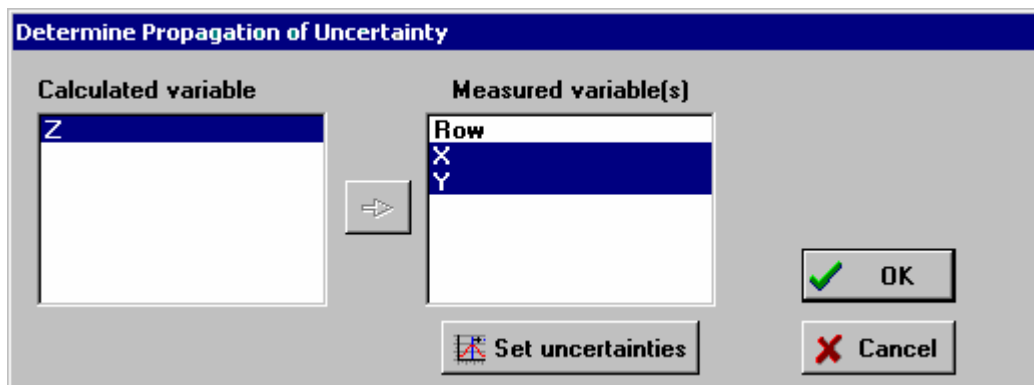 Determine Propagation of Uncertainty
Calculated variable
Measured variable(s)
Z
Row
X
Y
OK
Set uncertainties
Cancel